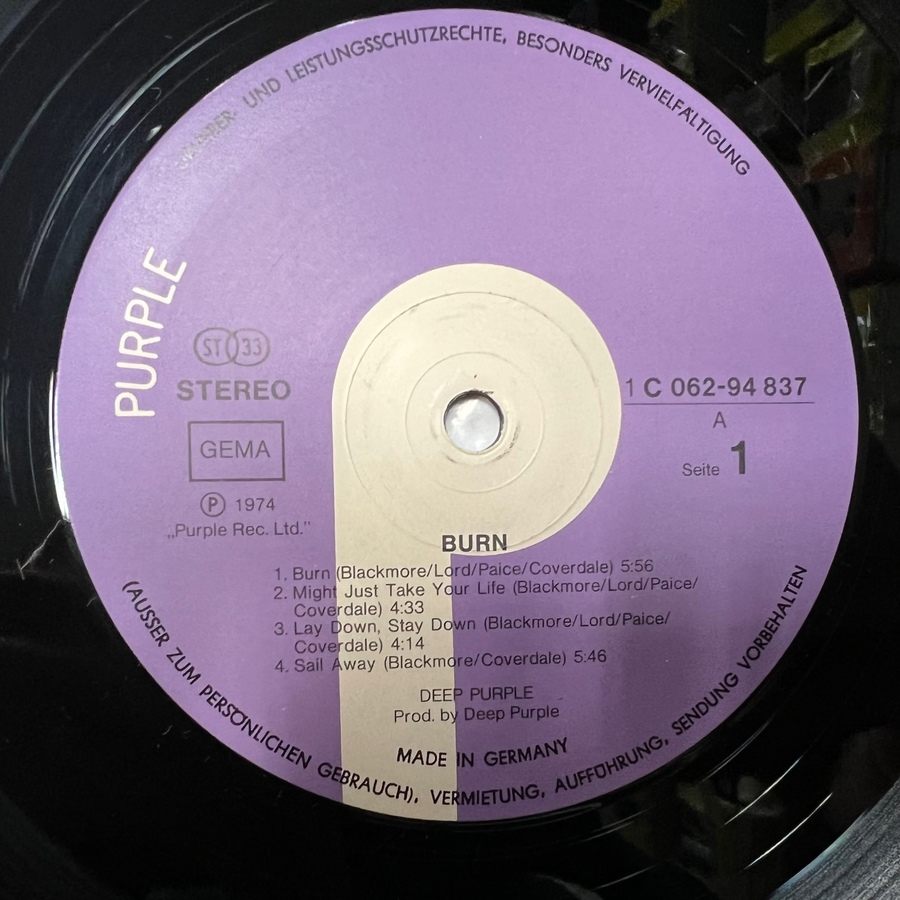 UND LEISTUNGSSCHUTZRECHTE, BESONDERS VERVIELFÄLTIGUNG
PURPLE
ST 33
STEREO
GEMA
Ⓟ 1974
„Purple Rec. Ltd.”
1 C 062-94 837
A
Seite 1
BURN
1. Burn (Blackmore/Lord/Paice/Coverdale) 5:56
2. Might Just Take Your Life (Blackmore/Lord/Paice/
Coverdale) 4:33
3. Lay Down, Stay Down (Blackmore/Lord/Paice/
Coverdale) 4:14
4. Sail Away (Blackmore/Coverdale) 5:46
DEEP PURPLE
Prod. by Deep Purple
MADE IN GERMANY
(AUSSER ZUM PERSÖNLICHEN GEBRAUCH), VERMIETUNG, AUFFÜHRUNG, SENDUNG VORBEHALTEN